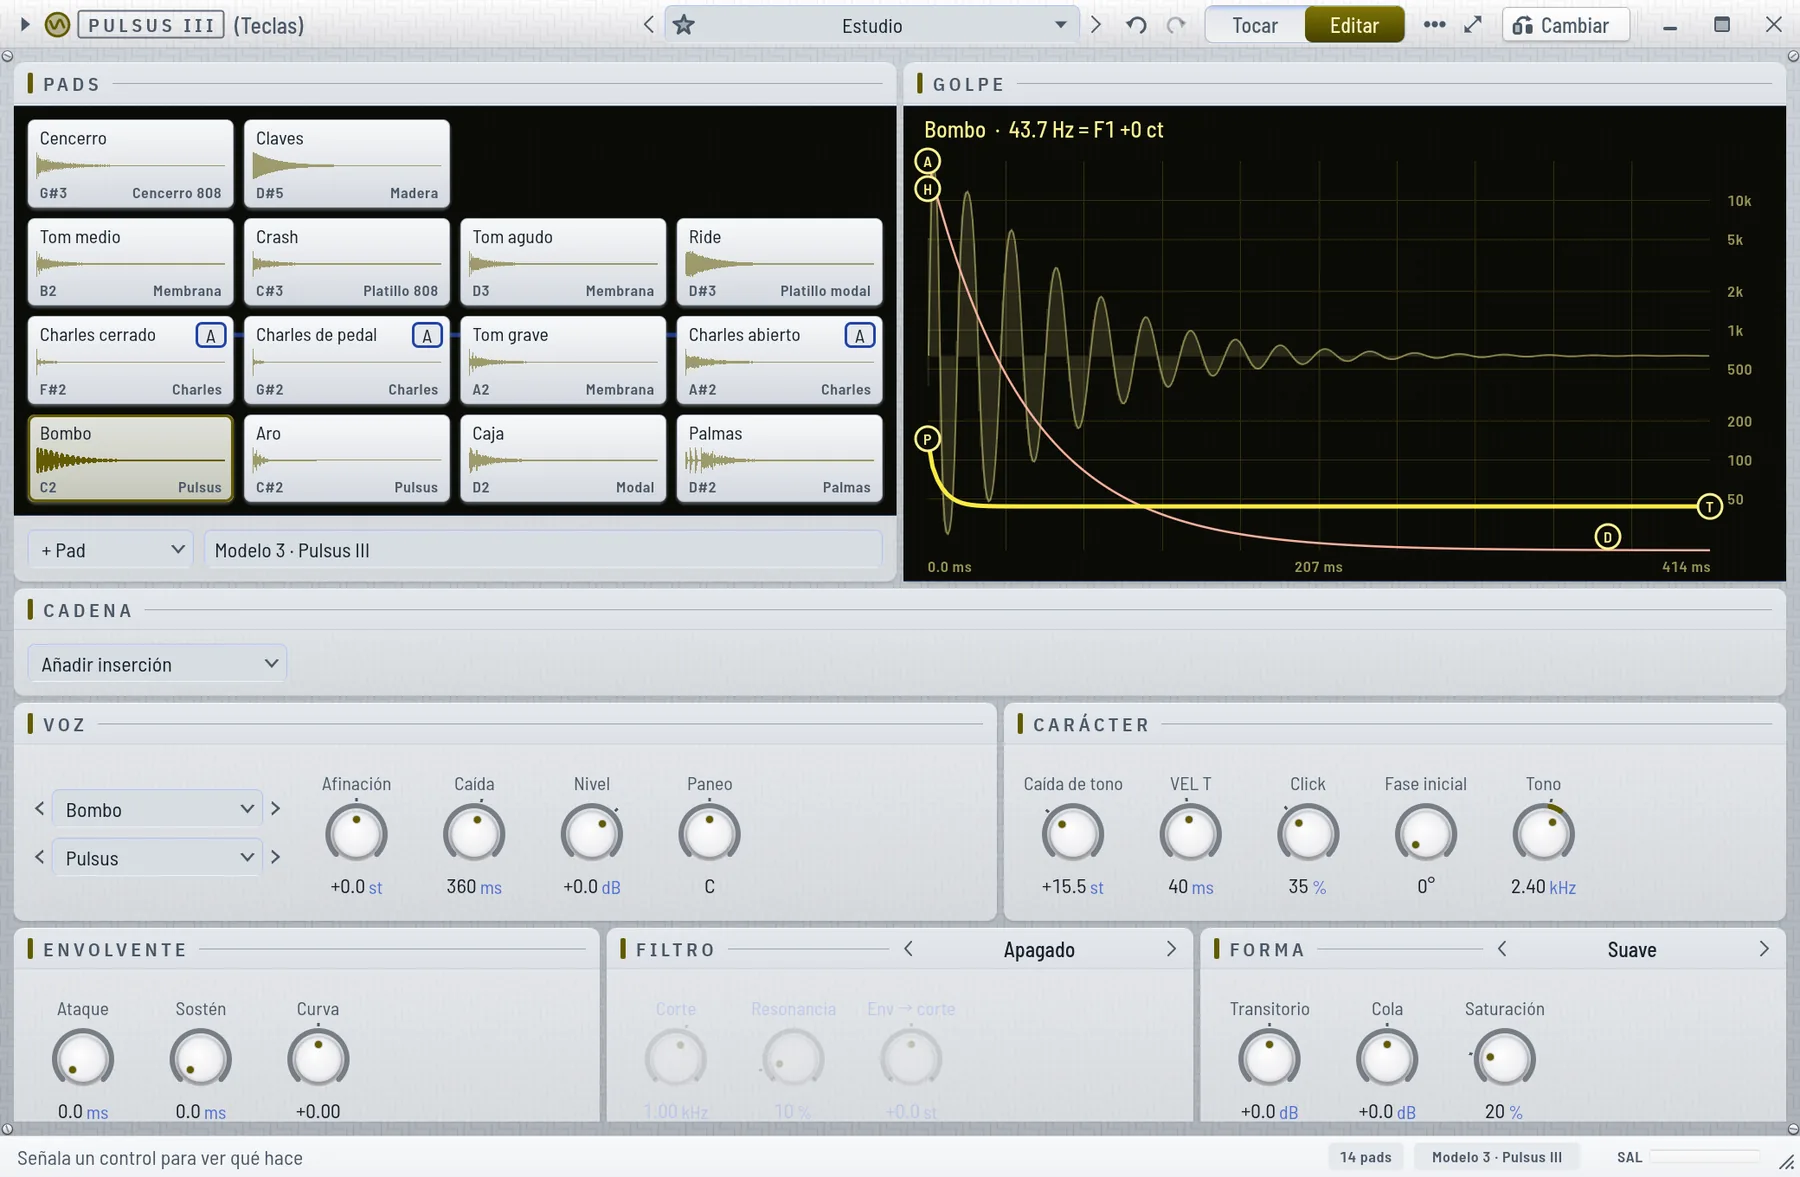 PULSUS III (Teclas)
Estudio
Tocar
Editar
Cambiar
PADS
Cencerro
G#3 Cencerro 808
Claves
D#5 Madera
Tom medio
B2 Membrana
Crash
C#3 Platillo 808
Tom agudo
D3 Membrana
Ride
D#3 Platillo modal
Charles cerrado A
F#2 Charles
Charles de pedal A
G#2 Charles
Tom grave
A2 Membrana
Charles abierto A
A#2 Charles
Bombo
C2 Pulsus
Aro
C#2 Pulsus
Caja
D2 Modal
Palmas
D#2 Palmas
+ Pad
Modelo 3 · Pulsus III
GOLPE
Bombo · 43.7 Hz = F1 +0 ct
A
H
P
T
D
10k
5k
2k
1k
500
200
100
50
0.0 ms
207 ms
414 ms
CADENA
Añadir inserción
VOZ
Bombo
Pulsus
Afinación
+0.0 st
Caída
360 ms
Nivel
+0.0 dB
Paneo
C
CARÁCTER
Caída de tono
+15.5 st
VEL T
40 ms
Click
35 %
Fase inicial
0°
Tono
2.40 kHz
ENVOLVENTE
Ataque
0.0 ms
Sostén
0.0 ms
Curva
+0.00
FILTRO
Apagado
Corte
1.00 kHz
Resonancia
10 %
Env → corte
+0.0 st
FORMA
Suave
Transitorio
+0.0 dB
Cola
+0.0 dB
Saturación
20 %
Señala un control para ver qué hace
14 pads
Modelo 3 · Pulsus III
SAL